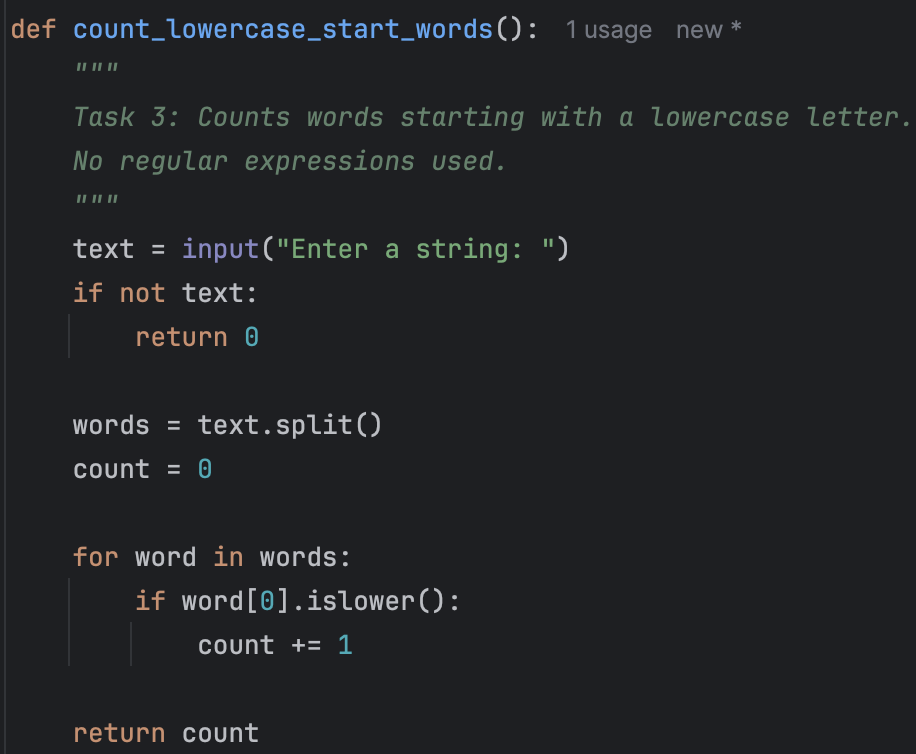 def count_lowercase_start_words():  1 usage  new *
    """
    Task 3: Counts words starting with a lowercase letter.
    No regular expressions used.
    """
    text = input("Enter a string: ")
    if not text:
        return 0

    words = text.split()
    count = 0

    for word in words:
        if word[0].islower():
            count += 1

    return count